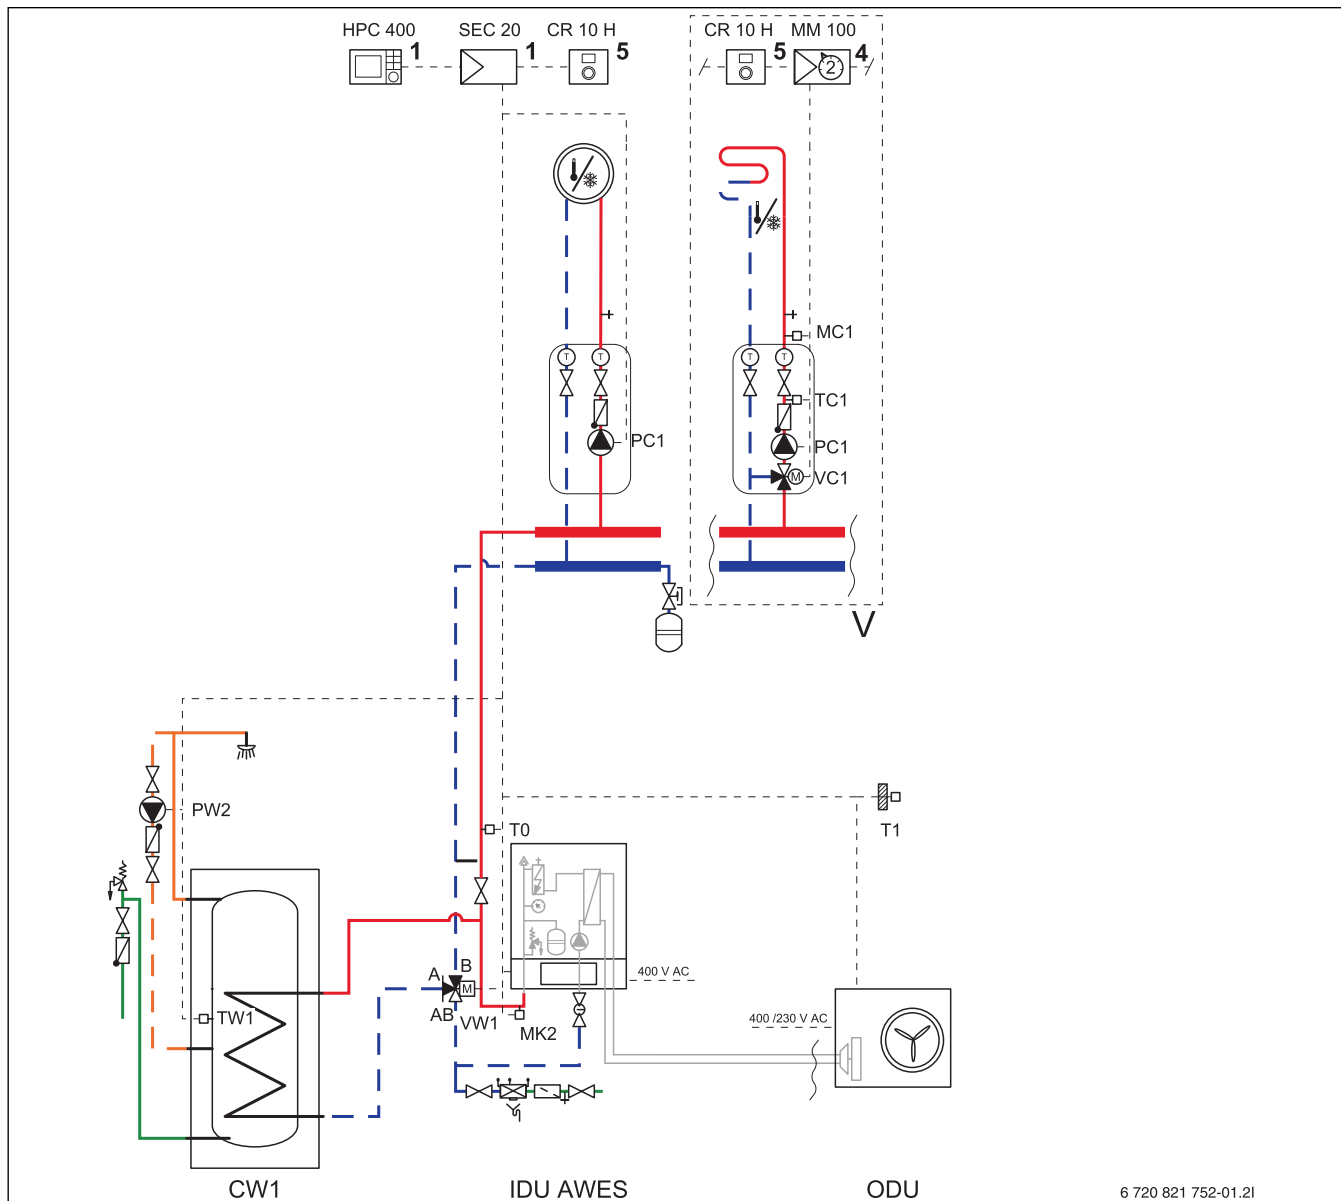 HPC 400 1
SEC 20 1
CR 10 H 5
CR 10 H 5
MM 100 4
2
MC1
T T
T T
TC1
PC1
PC1
M VC1
V
PW2
T0
T1
A B
M
400 V AC
AB VW1
TW1
MK2
400 /230 V AC
CW1
IDU AWES
ODU
6 720 821 752-01.2I